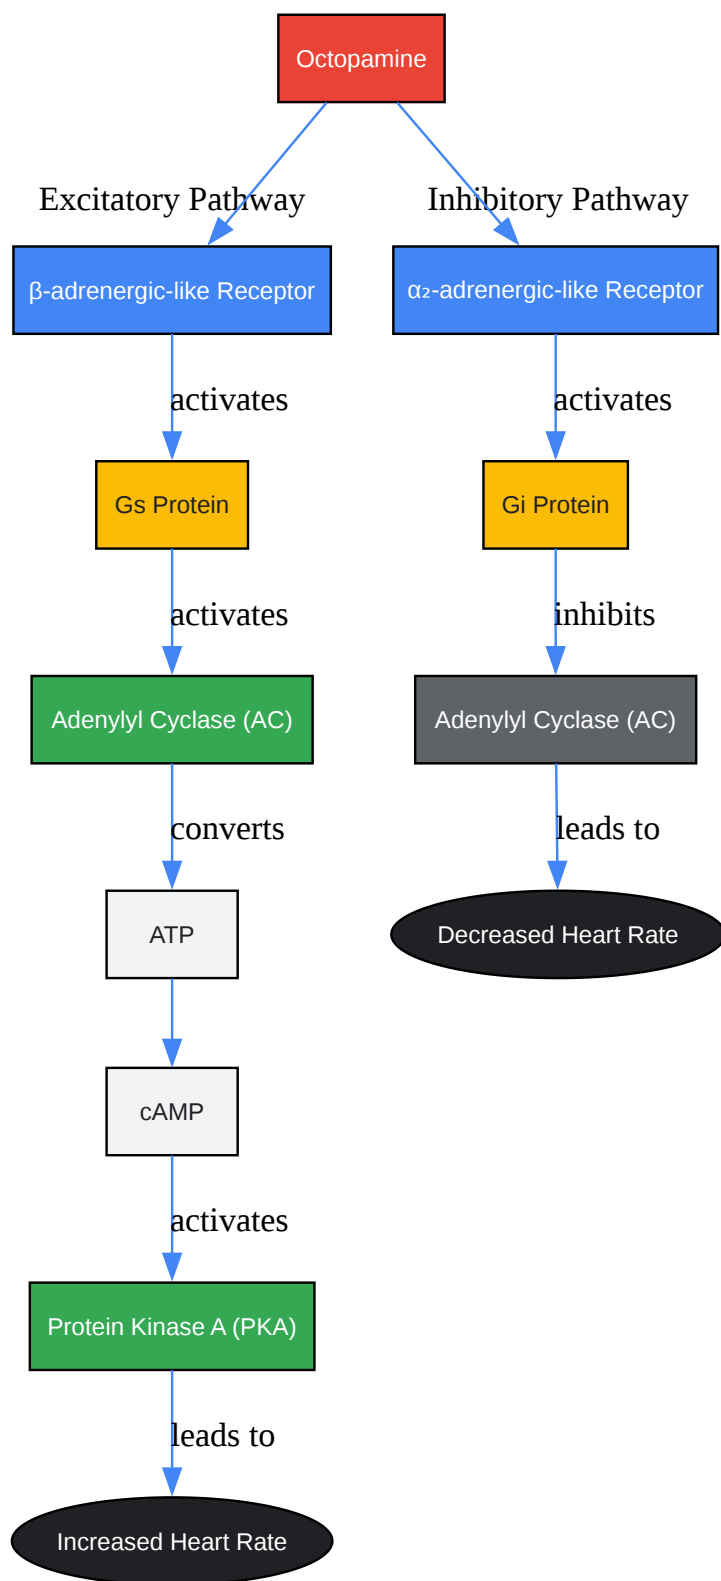 Octopamine
Excitatory Pathway
Inhibitory Pathway
β-adrenergic-like Receptor
α₂-adrenergic-like Receptor
activates
activates
Gs Protein
Gi Protein
activates
inhibits
Adenylyl Cyclase (AC)
Adenylyl Cyclase (AC)
converts
leads to
ATP
Decreased Heart Rate
cAMP
activates
Protein Kinase A (PKA)
leads to
Increased Heart Rate